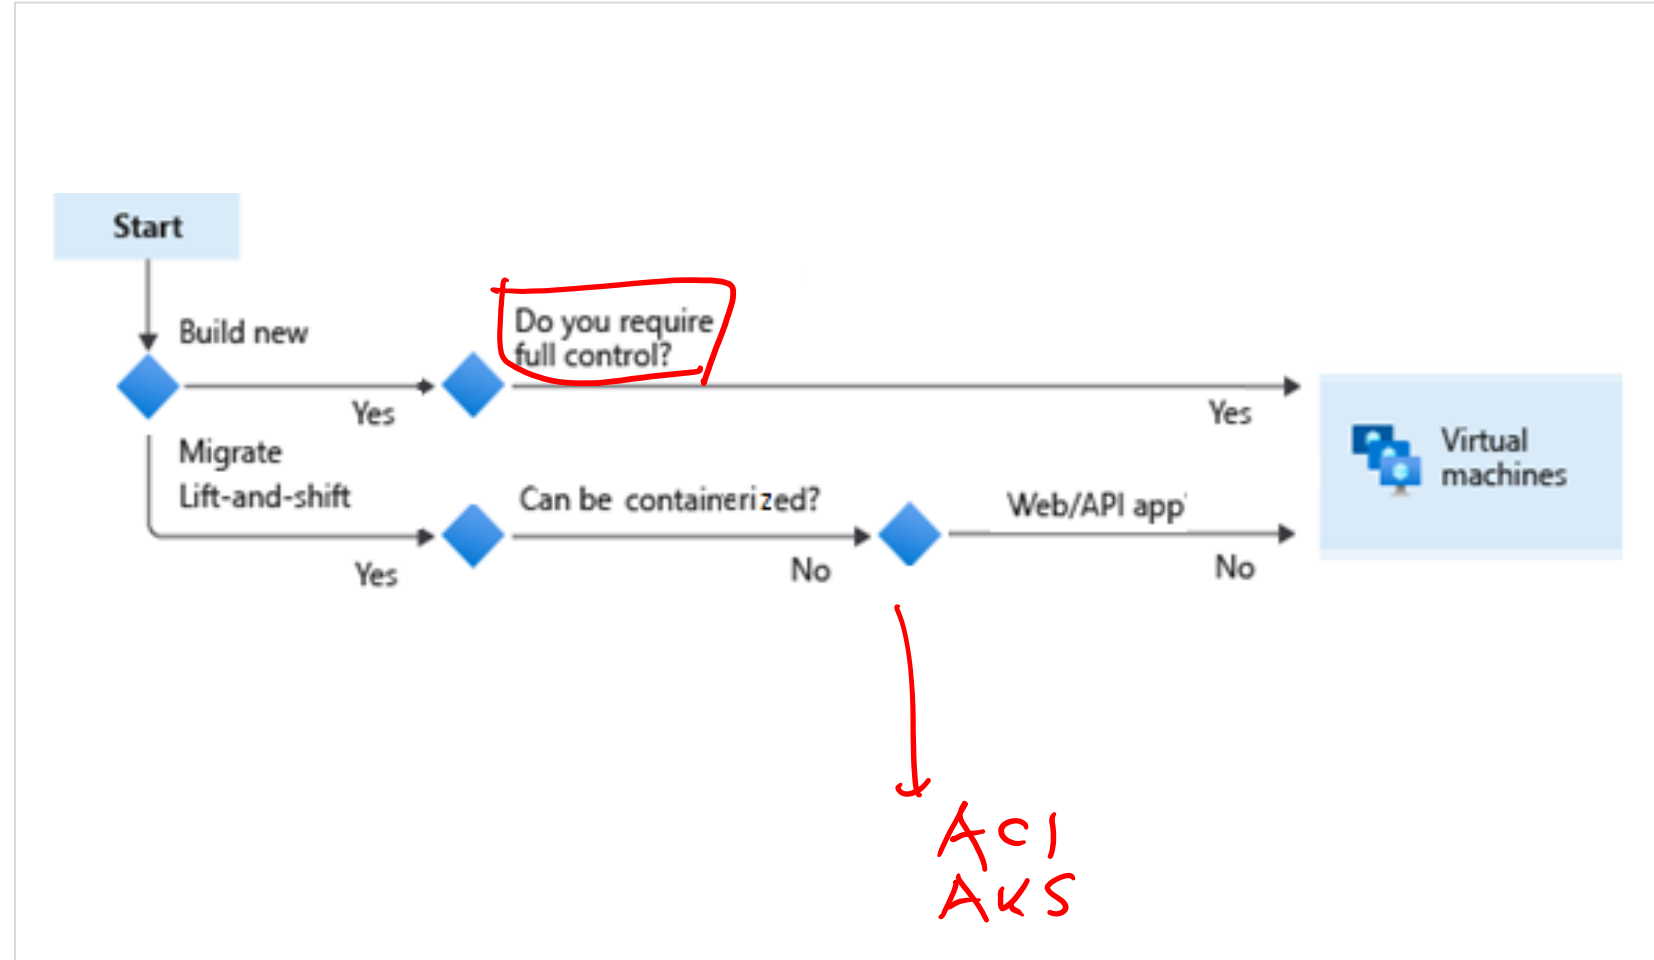 Start
Build new
Do you require
full control?
Yes
Yes
Virtual
machines
Migrate
Lift-and-shift
Can be containerized?
Web/API app
Yes
No
No
ACI
AKS